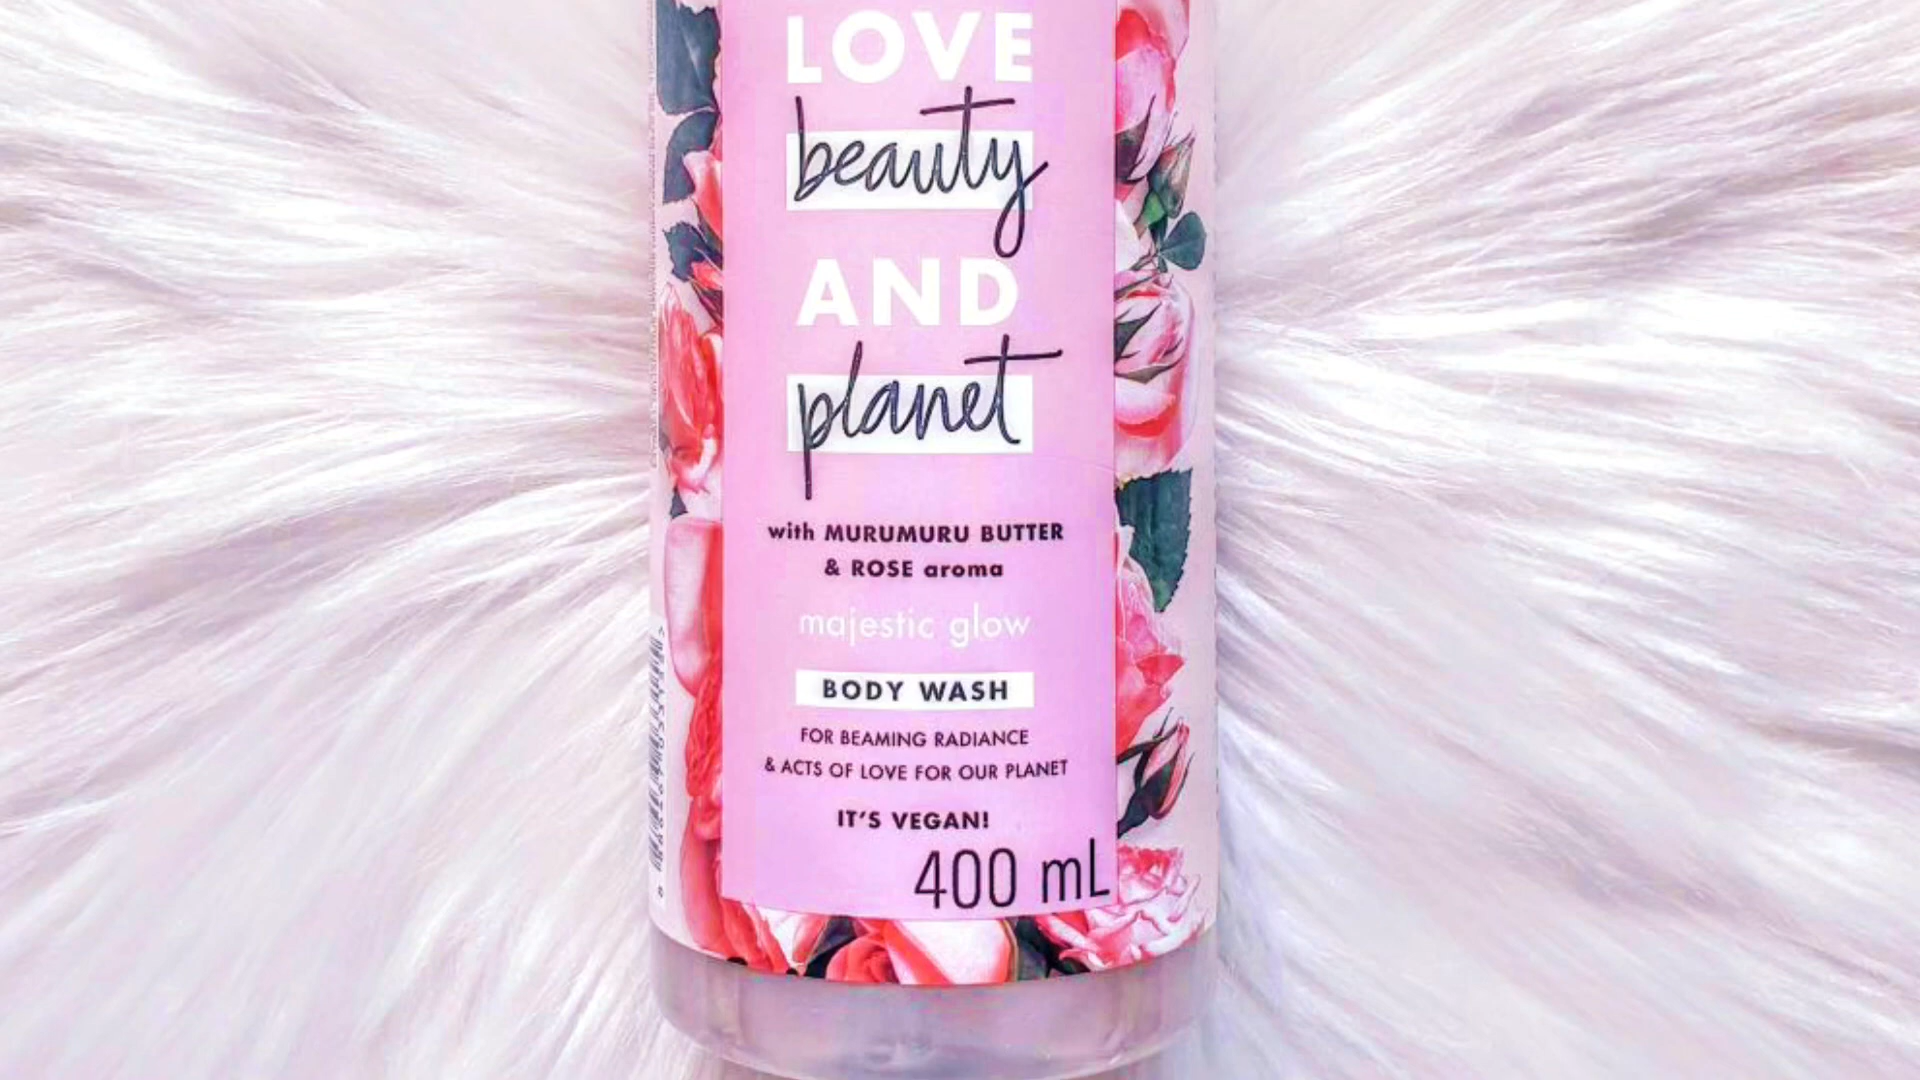 LOVE
beauty
AND
planet
with MURUMURU BUTTER
& ROSE aroma
majestic glow
BODY WASH
FOR BEAMING RADIANCE
& ACTS OF LOVE FOR OUR PLANET
IT'S VEGAN!
400 mL